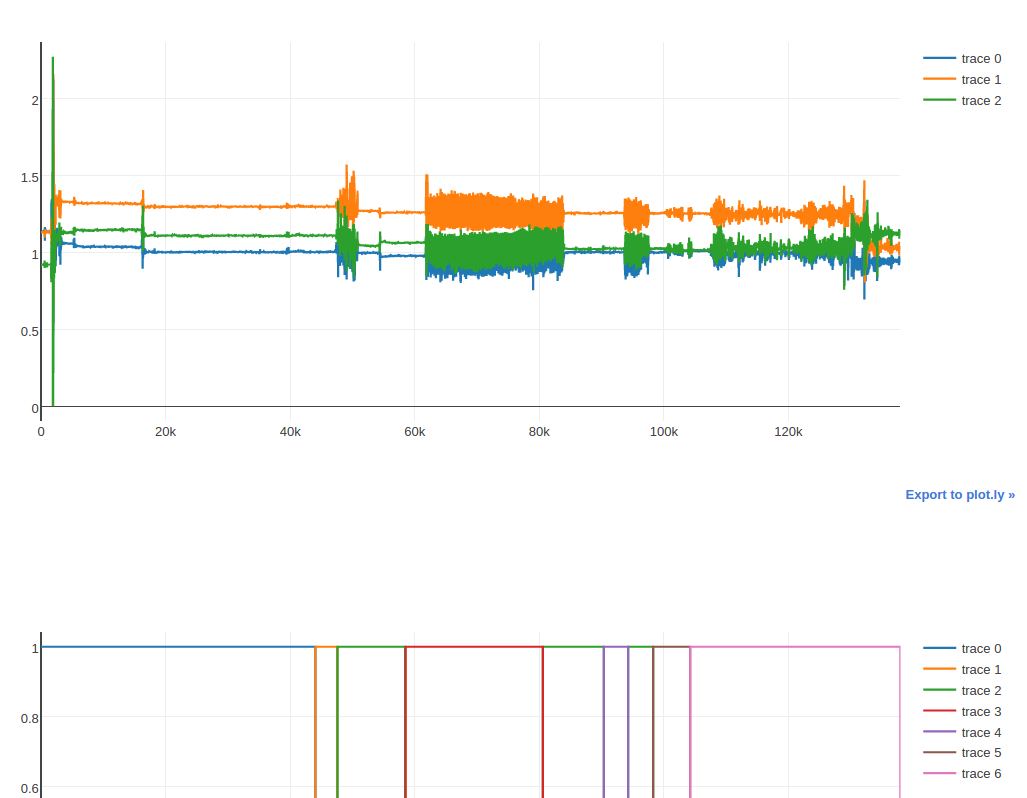 trace 0
trace 1
trace 2
2
1.5
1
0.5
0
0 20k 40k 60k 80k 100k 120k
Export to plot.ly »
1
0.8
0.6
trace 0
trace 1
trace 2
trace 3
trace 4
trace 5
trace 6